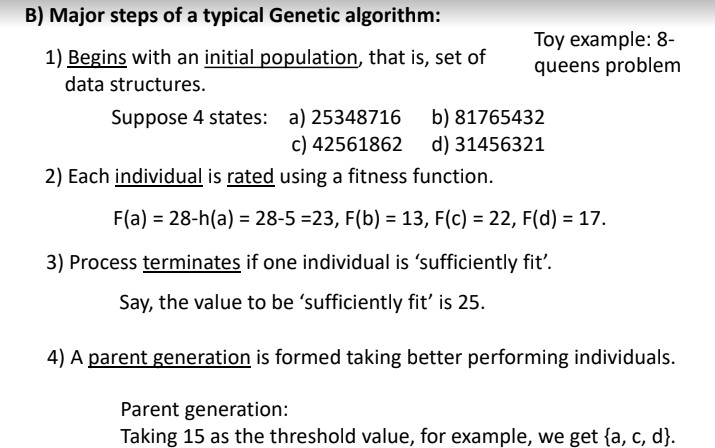 B) Major steps of a typical Genetic algorithm:
Toy example: 8-
queens problem
1) Begins with an initial population, that is, set of
data structures.
Suppose 4 states: a) 25348716 b) 81765432
c) 42561862 d) 31456321
2) Each individual is rated using a fitness function.
F(a) = 28-h(a) = 28-5 =23, F(b) = 13, F(c) = 22, F(d) = 17.
3) Process terminates if one individual is ‘sufficiently fit’.
Say, the value to be ‘sufficiently fit’ is 25.
4) A parent generation is formed taking better performing individuals.
Parent generation:
Taking 15 as the threshold value, for example, we get {a, c, d}.